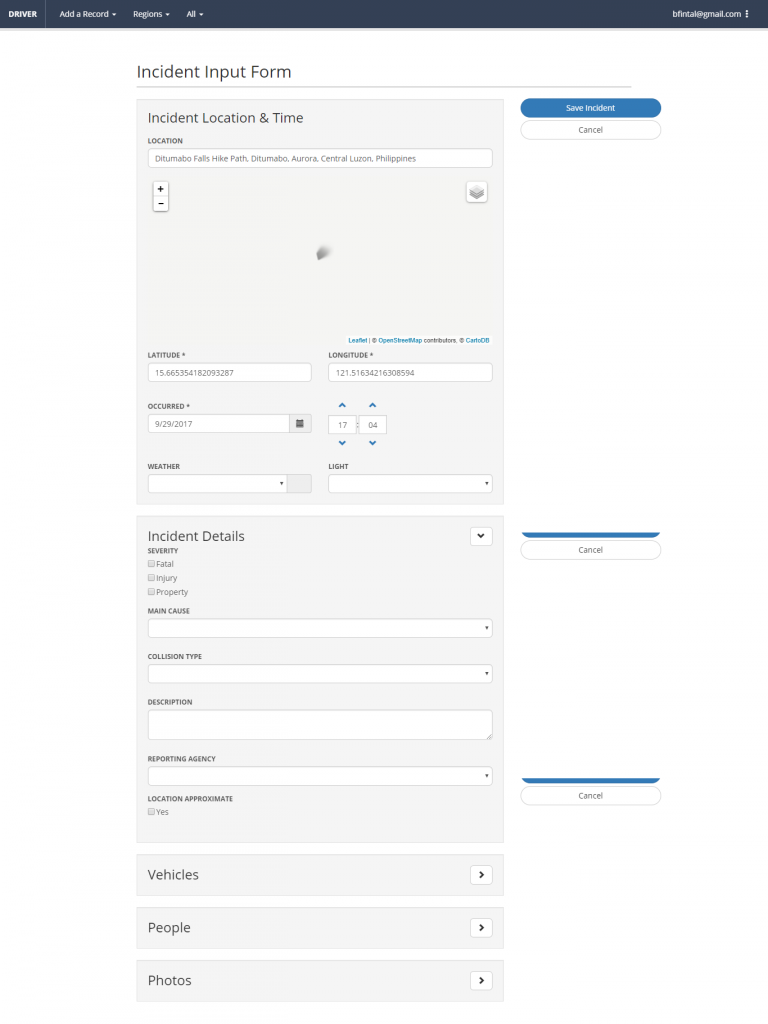 DRIVER Add a Record Regions All bfintal@gmail.com
Incident Input Form
Incident Location & Time
Save Incident
Cancel
LOCATION
Ditumabo Falls Hike Path, Ditumabo, Aurora, Central Luzon, Philippines
+
−
Leaflet | © OpenStreetMap contributors, © CartoDB
LATITUDE * LONGITUDE *
15.665354182093287 121.51634216308594
OCCURRED *
9/29/2017 17 : 04
WEATHER LIGHT
Incident Details
SEVERITY
Cancel
Fatal
Injury
Property
MAIN CAUSE
COLLISION TYPE
DESCRIPTION
REPORTING AGENCY
LOCATION APPROXIMATE
Cancel
Yes
Vehicles
People
Photos